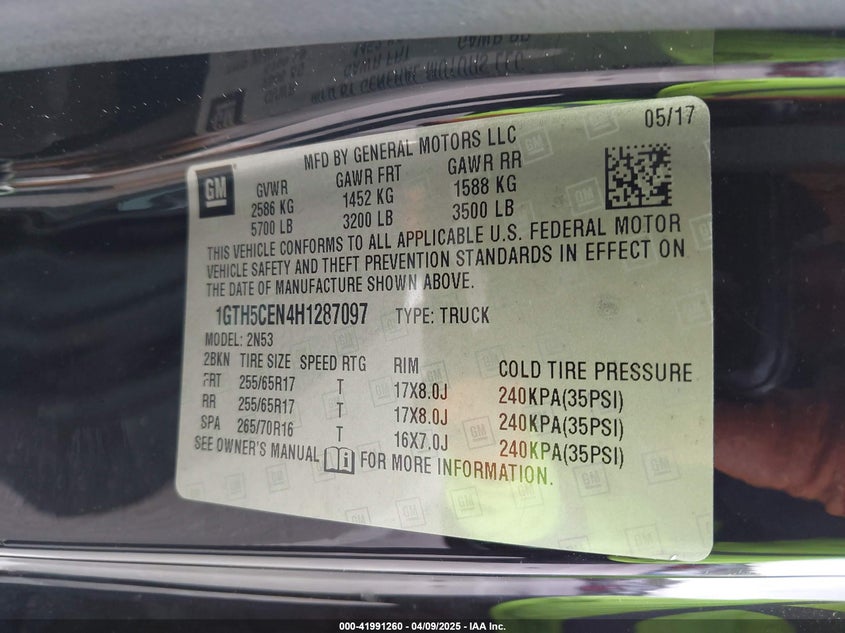 05/17
MFD BY GENERAL MOTORS LLC
GM
GVWR GAWR FRT GAWR RR
2586 KG 1452 KG 1588 KG
5700 LB 3200 LB 3500 LB
THIS VEHICLE CONFORMS TO ALL APPLICABLE U.S. FEDERAL MOTOR
VEHICLE SAFETY AND THEFT PREVENTION STANDARDS IN EFFECT ON
THE DATE OF MANUFACTURE SHOWN ABOVE.
1GTH5CEN4H1287097 TYPE: TRUCK
MODEL: 2N53
2BKN TIRE SIZE SPEED RTG RIM COLD TIRE PRESSURE
FRT 255/65R17 T 17X8.0J 240KPA(35PSI)
RR 255/65R17 T 17X8.0J 240KPA(35PSI)
SPA 265/70R16 T 16X7.0J 240KPA(35PSI)
SEE OWNER'S MANUAL FOR MORE INFORMATION.
000-41991260 - 04/09/2025 - IAA Inc.